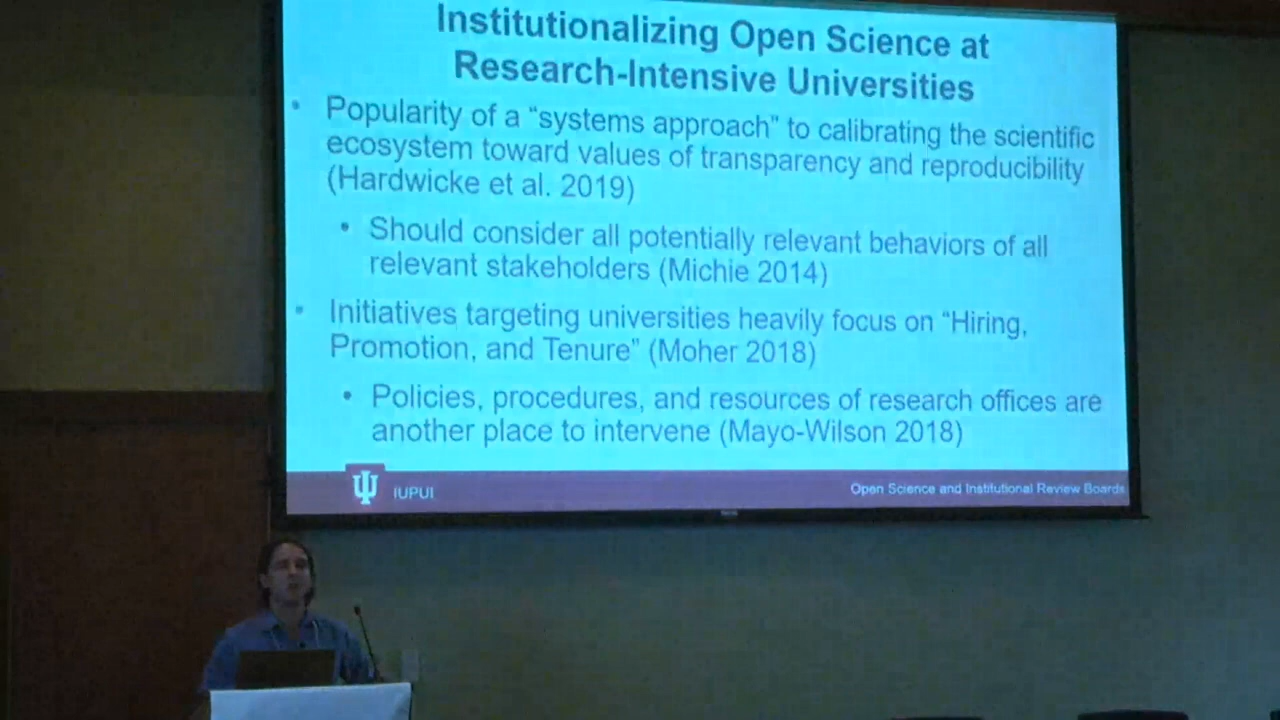 Institutionalizing Open Science at
Research-Intensive Universities
• Popularity of a “systems approach” to calibrating the scientific
ecosystem toward values of transparency and reproducibility
(Hardwicke et al. 2019)
• Should consider all potentially relevant behaviors of all
relevant stakeholders (Michie 2014)
• Initiatives targeting universities heavily focus on “Hiring,
Promotion, and Tenure” (Moher 2018)
• Policies, procedures, and resources of research offices are
another place to intervene (Mayo-Wilson 2018)
IUPUI
Open Science and Institutional Review Boards